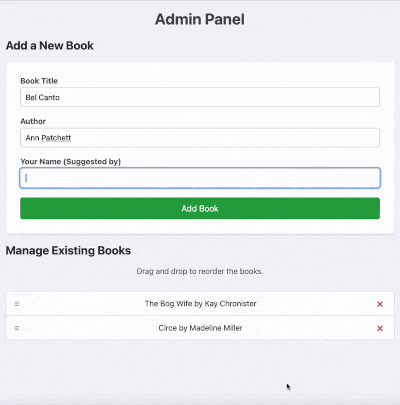 Admin Panel
Add a New Book
Book Title
Bel Canto
Author
Ann Patchett
Your Name (Suggested by)
Add Book
Manage Existing Books
Drag and drop to reorder the books.
The Bog Wife by Kay Chronister
Circe by Madeline Miller